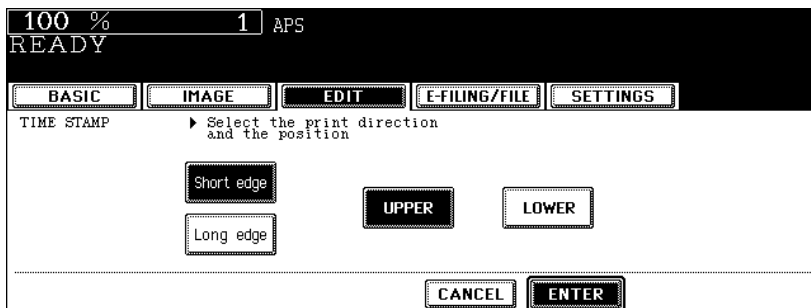 100 % 1 APS
READY
BASIC IMAGE EDIT E-FILING/FILE SETTINGS
TIME STAMP Select the print direction
and the position
Short edge
UPPER LOWER
Long edge
CANCEL ENTER